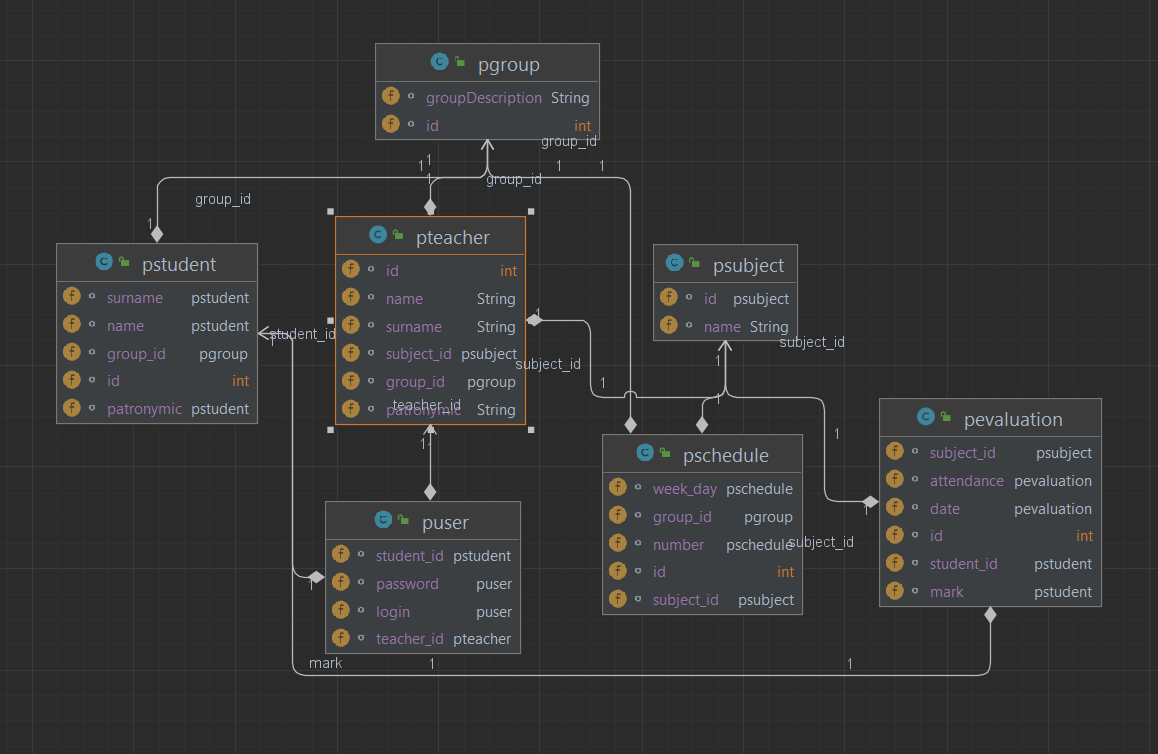 pgroup
groupDescription String
id int
group_id
1 1 1 1
1 group_id
group_id
1
pteacher
id int
name String
surname String
subject_id psubject
group_id pgroup
patronymic String
teacher_id
1
subject_id
1
pstudent
surname pstudent
name pstudent
group_id pgroup
id int
patronymic pstudent
student_id
1
psubject
id psubject
name String
subject_id
1
1
1
pevaluation
subject_id psubject
attendance pevaluation
date pevaluation
id int
student_id pstudent
mark pstudent
1
pschedule
week_day pschedule
group_id pgroup
number pschedule
id int
subject_id psubject
subject_id
1
puser
student_id pstudent
password puser
login puser
teacher_id pteacher
1
mark 1 1